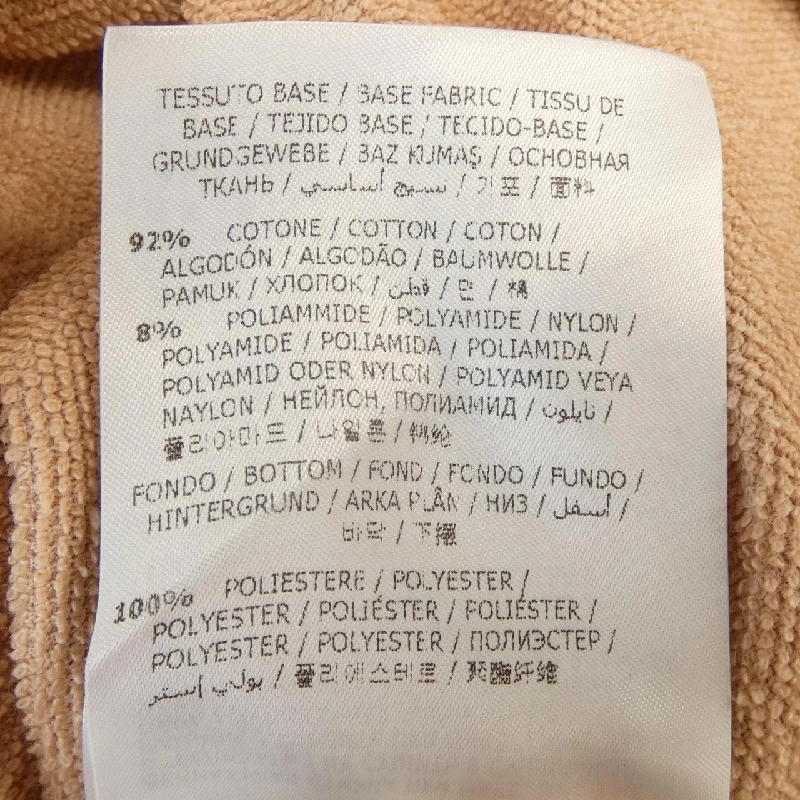 TESSUTO BASE / BASE FABRIC / TISSU DE
BASE / TEJIDO BASE / TECIDO-BASE /
GRUNDGEWEBE / BAZ KUMAŞ / ОСНОВНАЯ
ТКАНЬ / نسيج أساسي / 기포 / 面料
92% COTONE / COTTON / COTON /
ALGODÓN / ALGODÃO / BAUMWOLLE /
PAMUK / ХЛОПОК / قطن / 면 / 棉
8% POLIAMMIDE / POLYAMIDE / NYLON /
POLYAMIDE / POLIAMIDA / POLIAMIDA /
POLYAMID ODER NYLON / POLYAMID VEYA
NAYLON / НЕЙЛОН, ПОЛИАМИД / نايلون /
폴리아마드 / 나일론 / 锦纶
FONDO / BOTTOM / FOND / FONDO / FUNDO /
HINTERGRUND / ARKA PLÂN / НИЗ / أسفل /
바닥 / 下摆
100% POLIESTERE / POLYESTER /
POLYESTER / POLIÉSTER / POLIÉSTER /
POLYESTER / POLYESTER / ПОЛИЭСТЕР /
بولي إستر / 폴리에스테르 / 聚酯纤维